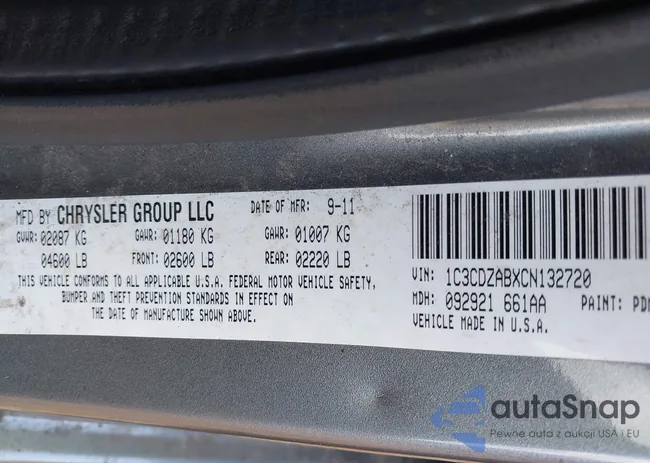 MFD BY CHRYSLER GROUP LLC DATE OF MFR: 9-11
GVWR: 02087 KG GAWR: 01180 KG GAWR: 01007 KG
04600 LB FRONT: 02600 LB REAR: 02220 LB
THIS VEHICLE CONFORMS TO ALL APPLICABLE U.S.A. FEDERAL MOTOR VEHICLE SAFETY,
BUMPER AND THEFT PREVENTION STANDARDS IN EFFECT ON
THE DATE OF MANUFACTURE SHOWN ABOVE.
VIN: 1C3CDZABXCN132720
MDH: 092921 661AA PAINT: PD
VEHICLE MADE IN U.S.A.
autaSnap
Pewne auta z aukcji USA i EU